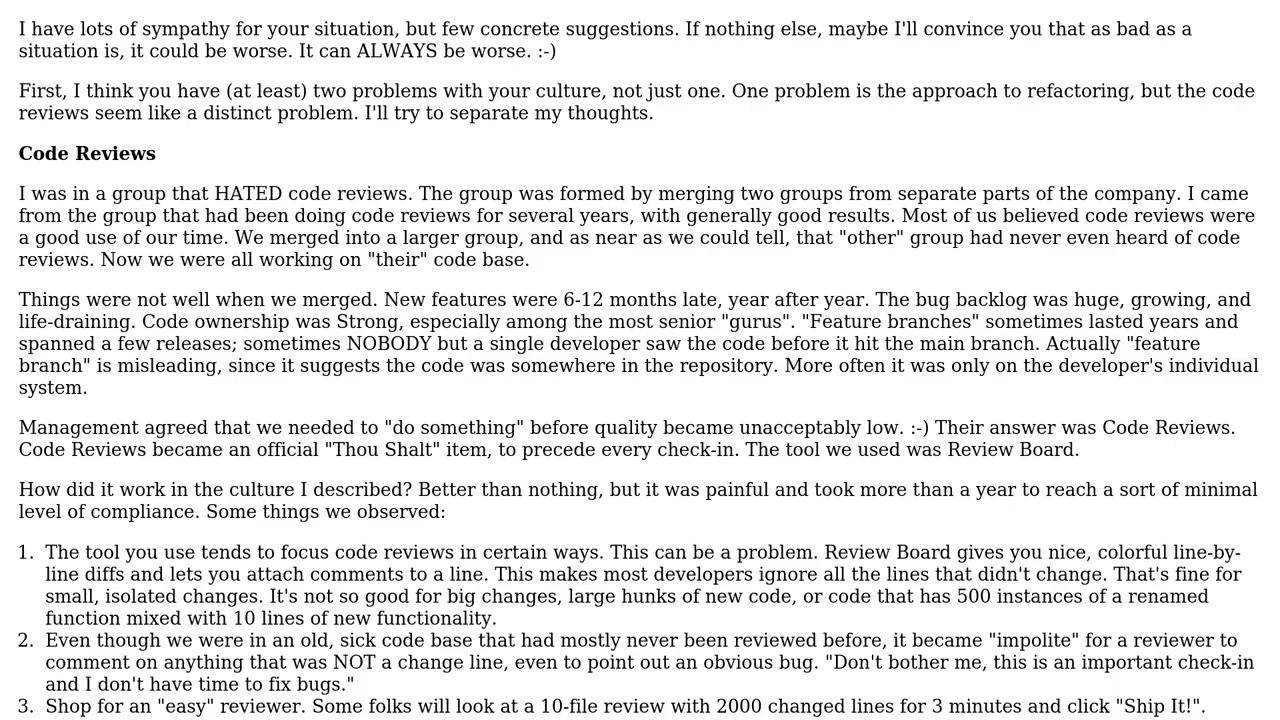 I have lots of sympathy for your situation, but few concrete suggestions. If nothing else, maybe I'll convince you that as bad as a
situation is, it could be worse. It can ALWAYS be worse. :-)
First, I think you have (at least) two problems with your culture, not just one. One problem is the approach to refactoring, but the code
reviews seem like a distinct problem. I'll try to separate my thoughts.
Code Reviews
I was in a group that HATED code reviews. The group was formed by merging two groups from separate parts of the company. I came
from the group that had been doing code reviews for several years, with generally good results. Most of us believed code reviews were
a good use of our time. We merged into a larger group, and as near as we could tell, that "other" group had never even heard of code
reviews. Now we were all working on "their" code base.
Things were not well when we merged. New features were 6-12 months late, year after year. The bug backlog was huge, growing, and
life-draining. Code ownership was Strong, especially among the most senior "gurus". "Feature branches" sometimes lasted years and
spanned a few releases; sometimes NOBODY but a single developer saw the code before it hit the main branch. Actually "feature
branch" is misleading, since it suggests the code was somewhere in the repository. More often it was only on the developer's individual
system.
Management agreed that we needed to "do something" before quality became unacceptably low. :-) Their answer was Code Reviews.
Code Reviews became an official "Thou Shalt" item, to precede every check-in. The tool we used was Review Board.
How did it work in the culture I described? Better than nothing, but it was painful and took more than a year to reach a sort of minimal
level of compliance. Some things we observed:
1. The tool you use tends to focus code reviews in certain ways. This can be a problem. Review Board gives you nice, colorful line-by-
line diffs and lets you attach comments to a line. This makes most developers ignore all the lines that didn't change. That's fine for
small, isolated changes. It's not so good for big changes, large hunks of new code, or code that has 500 instances of a renamed
function mixed with 10 lines of new functionality.
2. Even though we were in an old, sick code base that had mostly never been reviewed before, it became "impolite" for a reviewer to
comment on anything that was NOT a change line, even to point out an obvious bug. "Don't bother me, this is an important check-in
and I don't have time to fix bugs."
3. Shop for an "easy" reviewer. Some folks will look at a 10-file review with 2000 changed lines for 3 minutes and click "Ship It!".